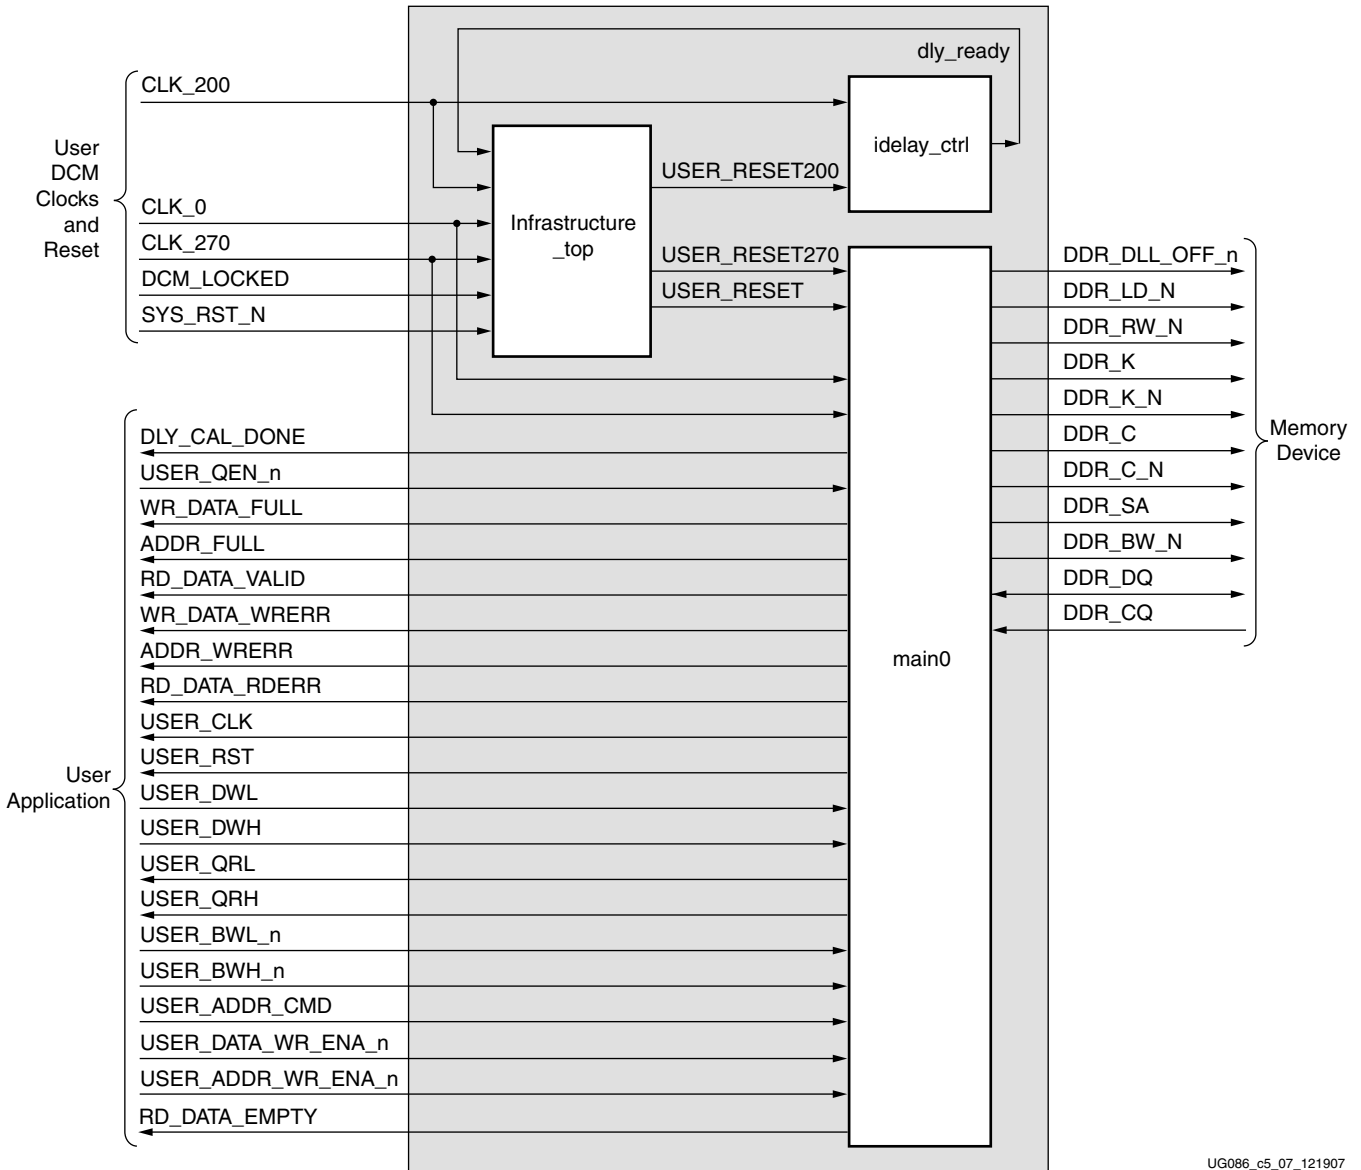 dly_ready
CLK_200
User
DCM
Clocks
and
Reset
idelay_ctrl
USER_RESET200
CLK_0
Infrastructure
_top
CLK_270
USER_RESET270
DCM_LOCKED
USER_RESET
SYS_RST_N
DDR_DLL_OFF_n
DDR_LD_N
DDR_RW_N
DDR_K
DDR_K_N
DDR_C
DDR_C_N
DDR_SA
DDR_BW_N
DDR_DQ
DDR_CQ
Memory
Device
main0
DLY_CAL_DONE
USER_QEN_n
WR_DATA_FULL
ADDR_FULL
RD_DATA_VALID
WR_DATA_WRERR
ADDR_WRERR
RD_DATA_RDERR
USER_CLK
USER_RST
User
Application
USER_DWL
USER_DWH
USER_QRL
USER_QRH
USER_BWL_n
USER_BWH_n
USER_ADDR_CMD
USER_DATA_WR_ENA_n
USER_ADDR_WR_ENA_n
RD_DATA_EMPTY
UG086_c5_07_121907